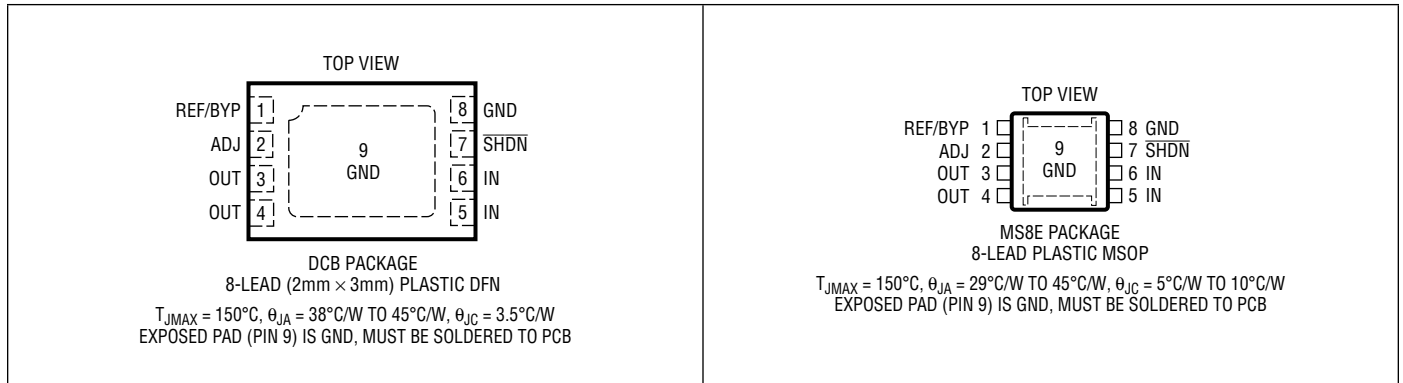 TOP VIEW
REF/BYP 1 8 GND
ADJ 2 7 SHDN
9
GND
OUT 3 6 IN
OUT 4 5 IN
DCB PACKAGE
8-LEAD (2mm × 3mm) PLASTIC DFN
TJMAX = 150°C, θJA = 38°C/W TO 45°C/W, θJC = 3.5°C/W
EXPOSED PAD (PIN 9) IS GND, MUST BE SOLDERED TO PCB
TOP VIEW
REF/BYP 1 8 GND
ADJ 2 9 7 SHDN
OUT 3 GND 6 IN
OUT 4 5 IN
MS8E PACKAGE
8-LEAD PLASTIC MSOP
TJMAX = 150°C, θJA = 29°C/W TO 45°C/W, θJC = 5°C/W TO 10°C/W
EXPOSED PAD (PIN 9) IS GND, MUST BE SOLDERED TO PCB